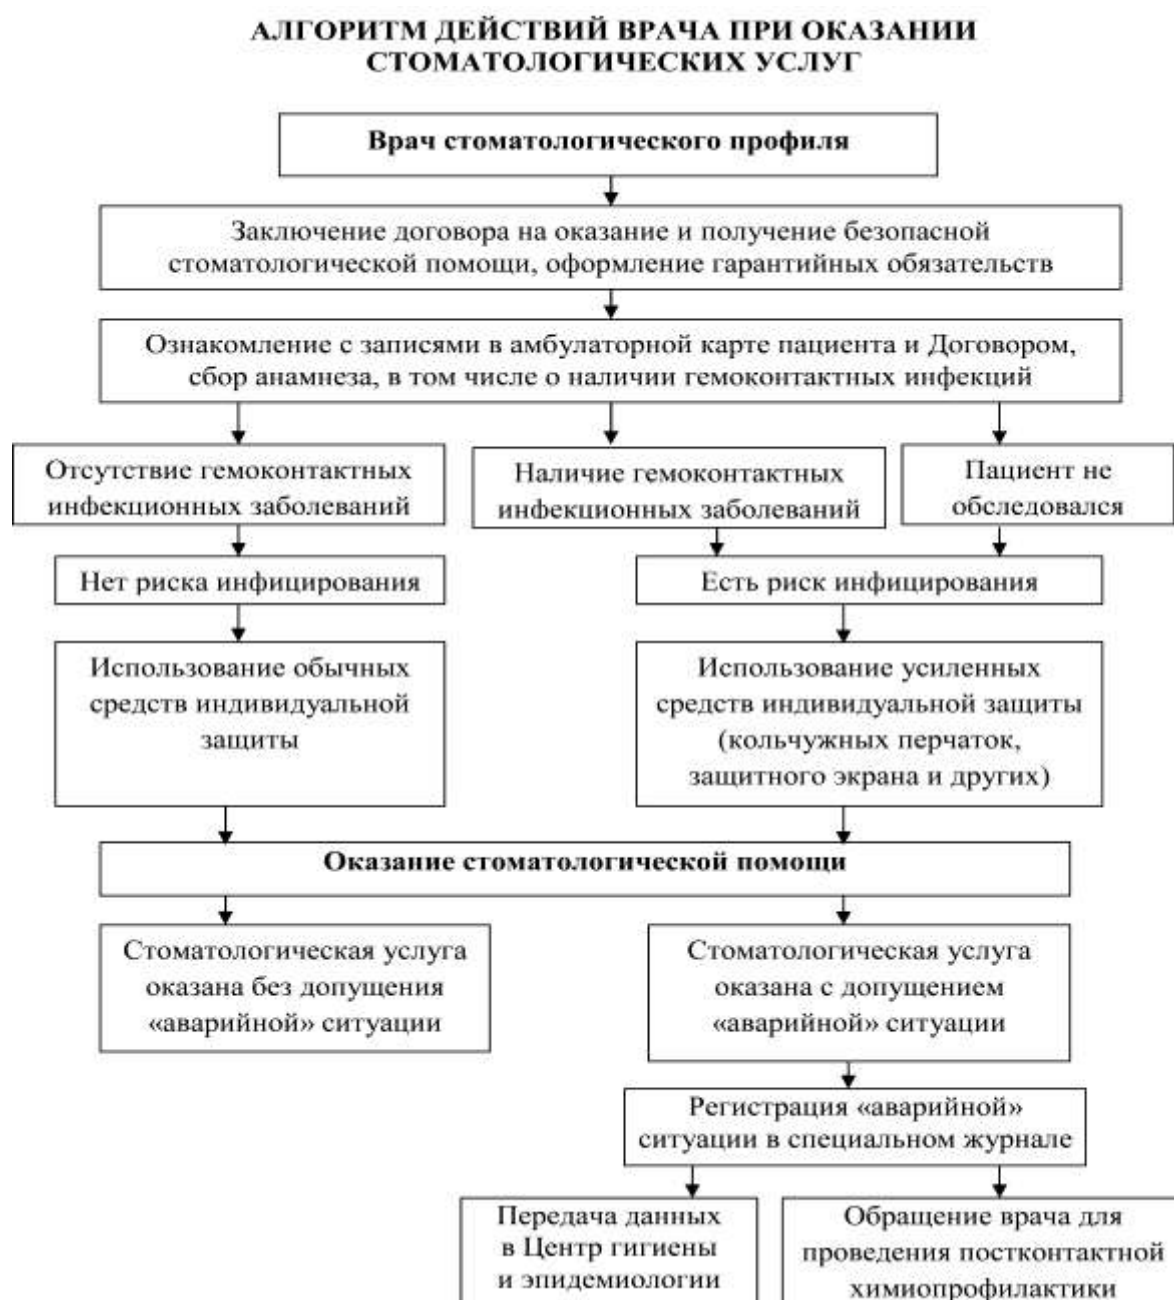 АЛГОРИТМ ДЕЙСТВИЙ ВРАЧА ПРИ ОКАЗАНИИ
СТОМАТОЛОГИЧЕСКИХ УСЛУГ
Врач стоматологического профиля
Заключение договора на оказание и получение безопасной
стоматологической помощи, оформление гарантийных обязательств
Ознакомление с записями в амбулаторной карте пациента и Договором,
сбор анамнеза, в том числе о наличии гемоконтактных инфекций
Отсутствие гемоконтактных
инфекционных заболеваний
Наличие гемоконтактных
инфекционных заболеваний
Пациент не
обследовался
Нет риска инфицирования
Есть риск инфицирования
Использование обычных
средств индивидуальной
защиты
Использование усиленных
средств индивидуальной защиты
(кольчужных перчаток,
защитного экрана и других)
Оказание стоматологической помощи
Стоматологическая услуга
оказана без допущения
«аварийной» ситуации
Стоматологическая услуга
оказана с допущением
«аварийной» ситуации
Регистрация «аварийной»
ситуации в специальном журнале
Передача данных
в Центр гигиены
и эпидемиологии
Обращение врача для
проведения постконтактной
химиопрофилактики